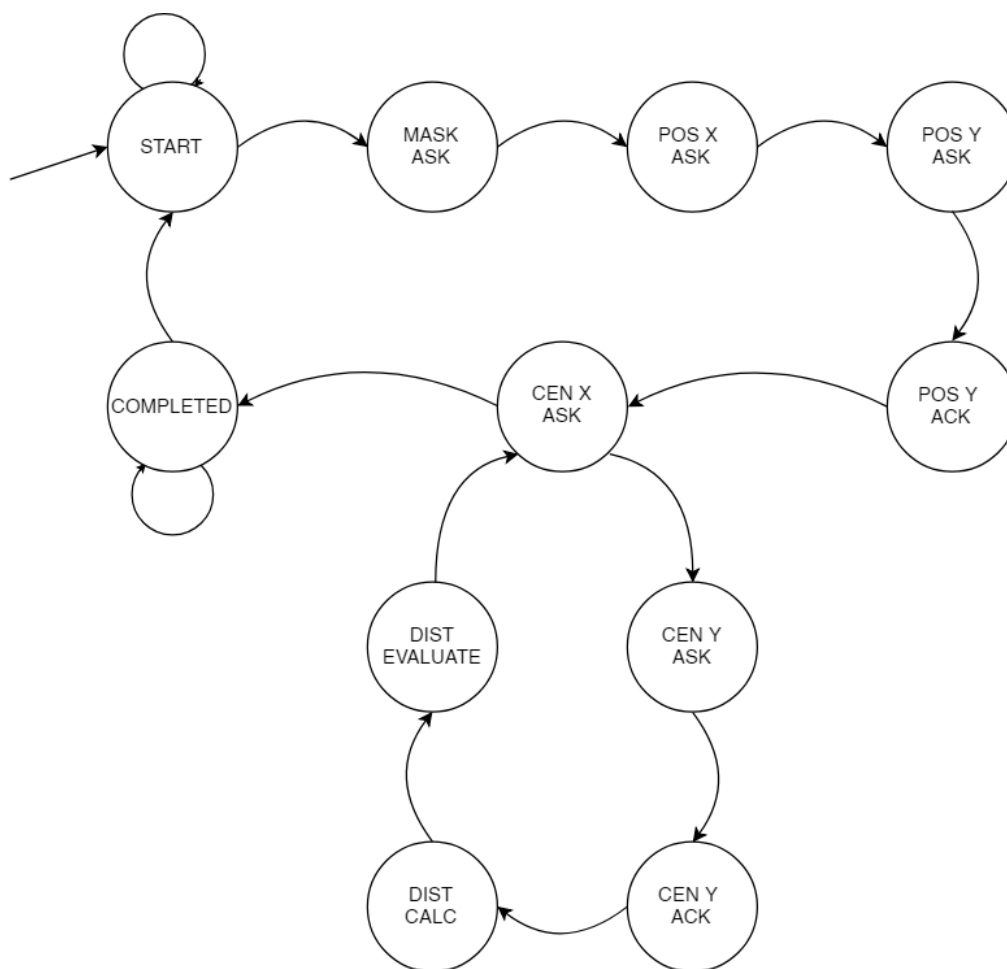 START
MASK
ASK
POS X
ASK
POS Y
ASK
COMPLETED
CEN X
ASK
POS Y
ACK
DIST
EVALUATE
CEN Y
ASK
DIST
CALC
CEN Y
ACK